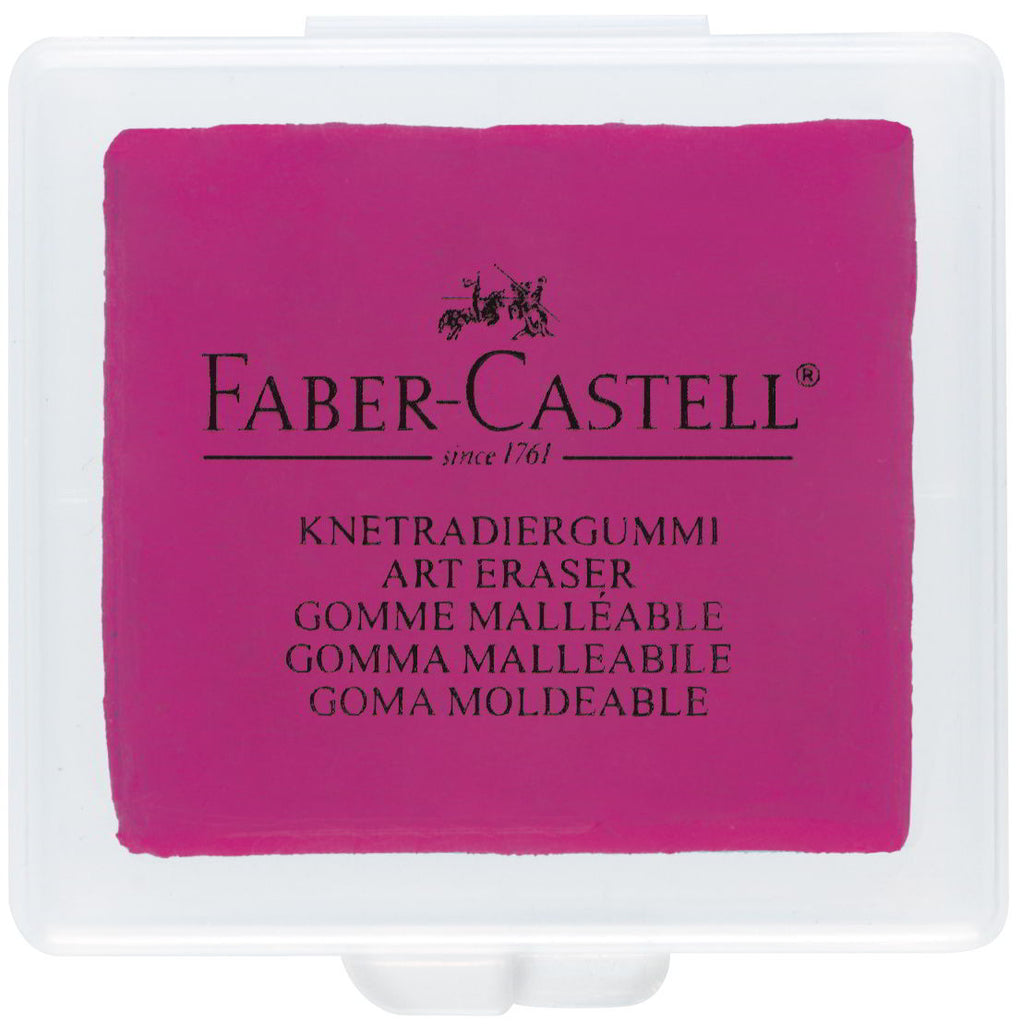 FABER-CASTELL®
since 1761
KNETRADIERGUMMI
ART ERASER
GOMME MALLÉABLE
GOMMA MALLEABILE
GOMA MOLDEABLE